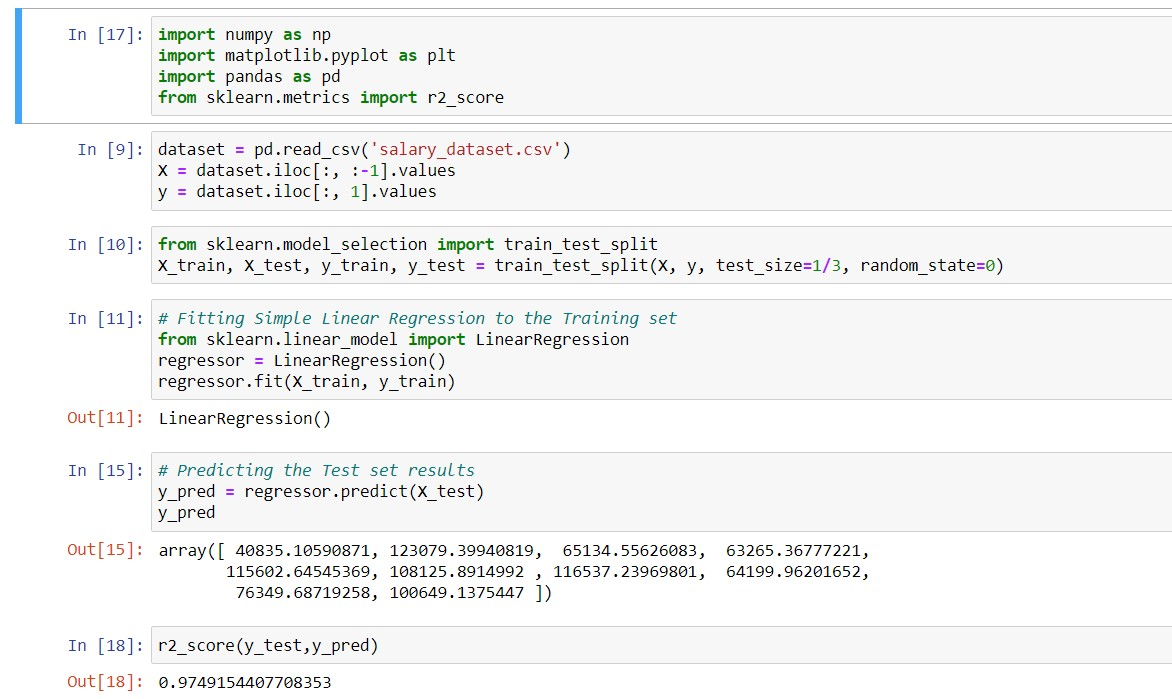 In [17]: import numpy as np
import matplotlib.pyplot as plt
import pandas as pd
from sklearn.metrics import r2_score
In [9]: dataset = pd.read_csv('salary_dataset.csv')
X = dataset.iloc[:, :-1].values
y = dataset.iloc[:, 1].values
In [10]: from sklearn.model_selection import train_test_split
X_train, X_test, y_train, y_test = train_test_split(X, y, test_size=1/3, random_state=0)
In [11]: # Fitting Simple Linear Regression to the Training set
from sklearn.linear_model import LinearRegression
regressor = LinearRegression()
regressor.fit(X_train, y_train)
Out[11]: LinearRegression()
In [15]: # Predicting the Test set results
y_pred = regressor.predict(X_test)
y_pred
Out[15]: array([ 40835.10590871, 123079.39940819,  65134.55626083,  63265.36777221,
115602.64545369, 108125.8914992 , 116537.23969801,  64199.96201652,
76349.68719258, 100649.1375447 ])
In [18]: r2_score(y_test,y_pred)
Out[18]: 0.9749154407708353